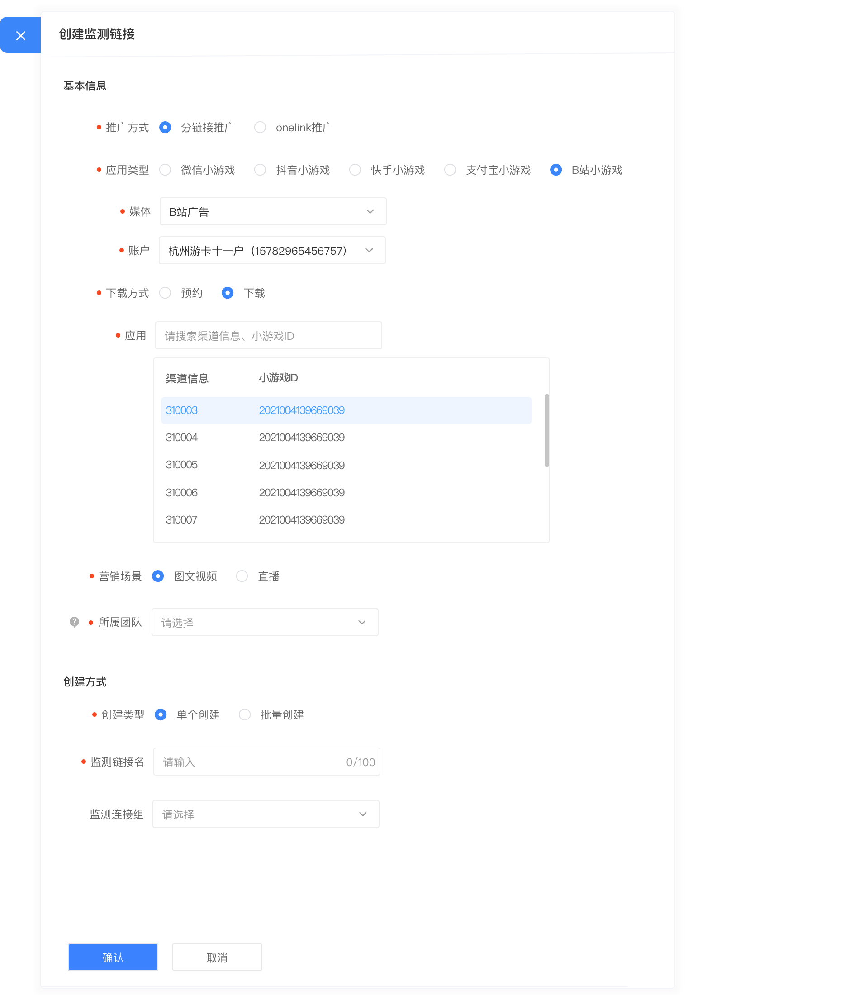 创建监测链接
基本信息
推广方式 分链接推广 onelink推广
应用类型 微信小游戏 抖音小游戏 快手小游戏 支付宝小游戏 B站小游戏
媒体 B站广告
账户 杭州游卡十一户（15782965456757）
下载方式 预约 下载
应用 请搜索渠道信息、小游戏ID
渠道信息 小游戏ID
310003 2021004139669039
310004 2021004139669039
310005 2021004139669039
310006 2021004139669039
310007 2021004139669039
营销场景 图文视频 直播
? 所属团队 请选择
创建方式
创建类型 单个创建 批量创建
监测链接名 请输入 0/100
监测连接组 请选择
确认 取消